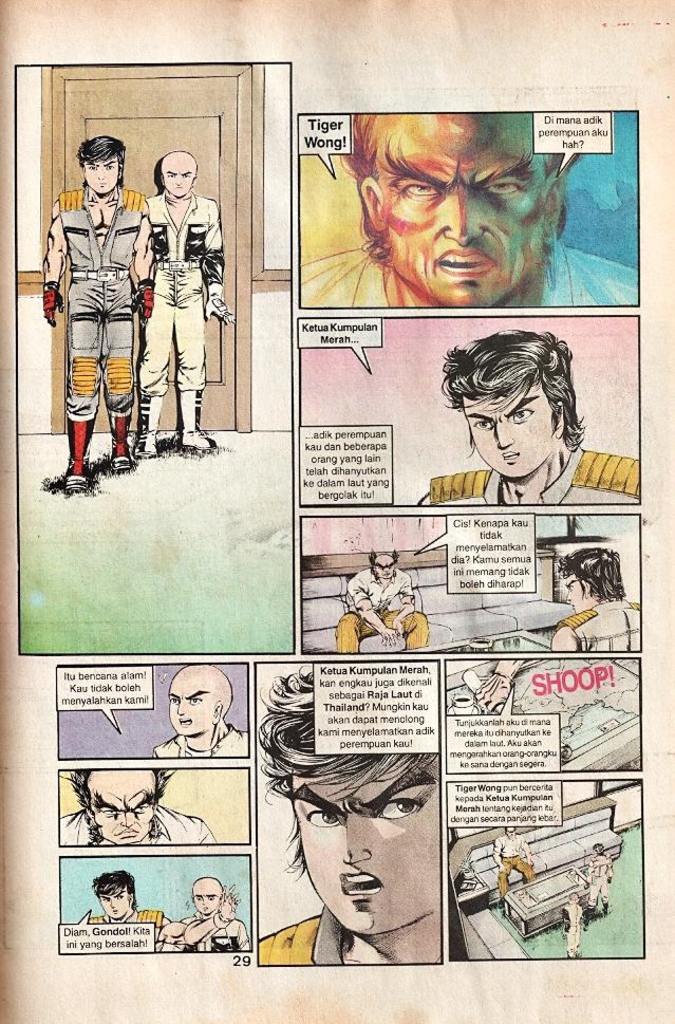 Tiger
Wong!
Di mana adik
perempuan aku
hah?
Ketua Kumpulan
Merah...
...adik perempuan
kau dan beberapa
orang yang lain
telah dihanyutkan
ke dalam laut yang
bergolak itu!
Cis! Kenapa kau
tidak
menyelamatkan
dia? Kamu semua
ini memang tidak
boleh diharap!
Itu bencana alam!
Kau tidak boleh
menyalahkan kami!
Diam, Gondol! Kita
ini yang bersalah!
Ketua Kumpulan Merah,
kan engkau juga dikenali
sebagai Raja Laut di
Thailand? Mungkin kau
akan dapat menolong
kami menyelamatkan adik
perempuan kau!
SHOOP!
Tunjukkanlah aku di mana
mereka itu dihanyutkan ke
dalam laut. Aku akan
mengerahkan orang-orangku
ke sana dengan segera.
Tiger Wong pun bercerita
kepada Ketua Kumpulan
Merah tentang kejadian itu
dengan secara panjang lebar.
29